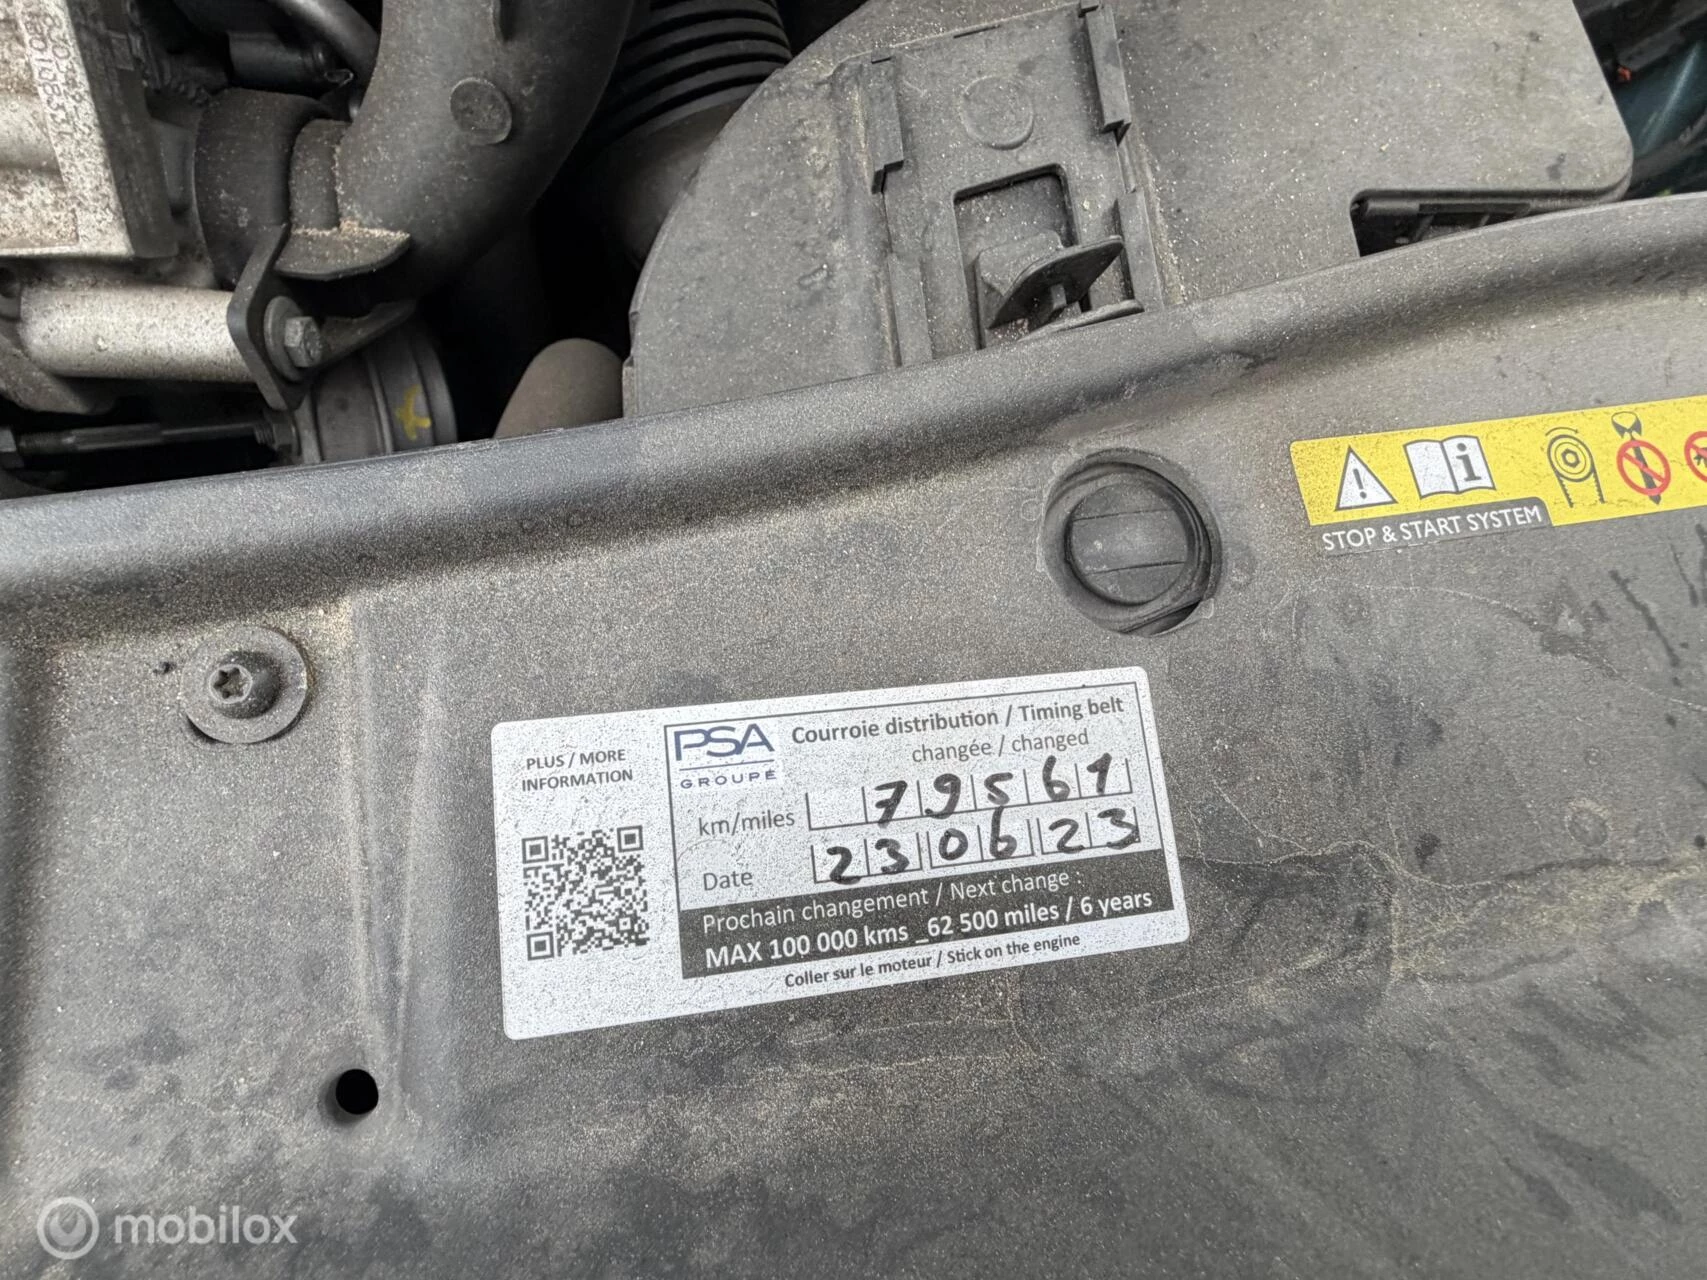 STOP & START SYSTEM
PLUS / MORE
INFORMATION
PSA
GROUPE
Courroie distribution / Timing belt
changée / changed
km/miles 79561
Date 230623
Prochain changement / Next change :
MAX 100 000 kms _62 500 miles / 6 years
Coller sur le moteur / Stick on the engine
mobilox